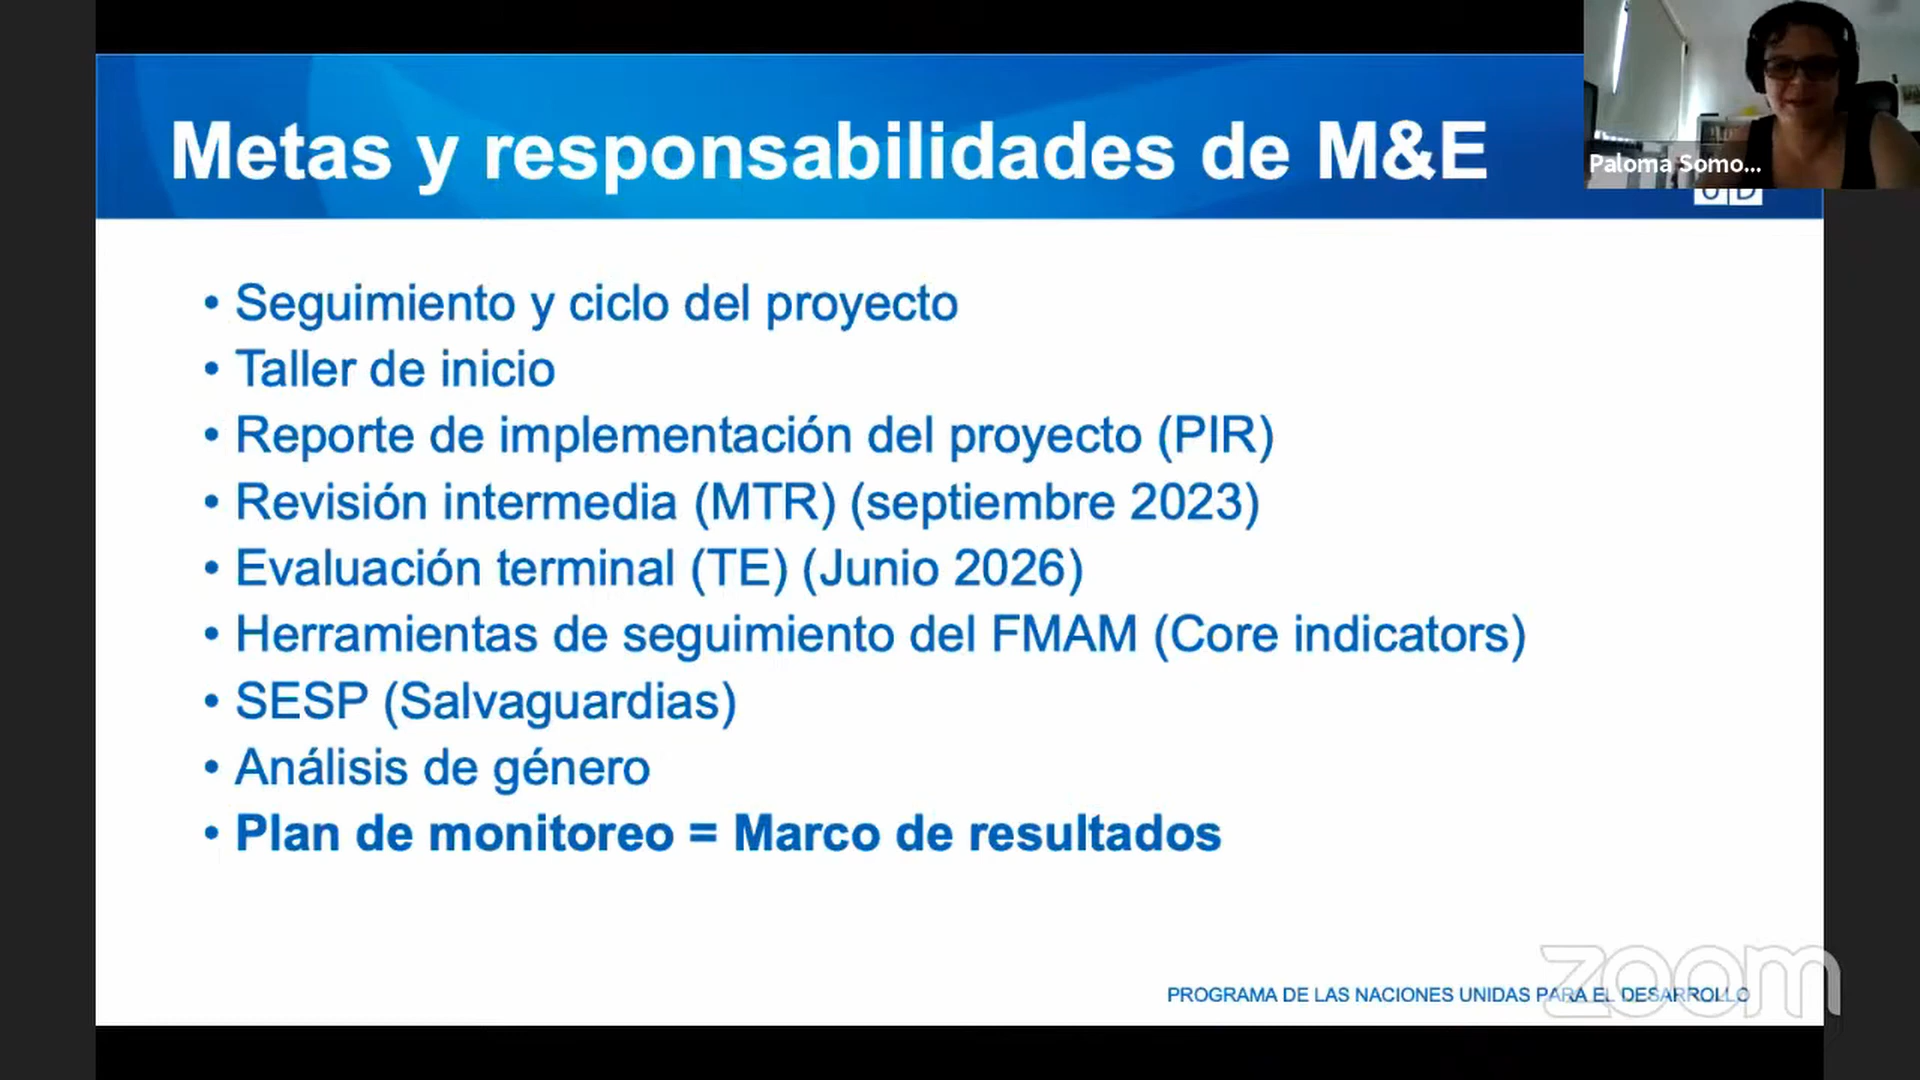 Metas y responsabilidades de M&E
Paloma Somo...
• Seguimiento y ciclo del proyecto
• Taller de inicio
• Reporte de implementación del proyecto (PIR)
• Revisión intermedia (MTR) (septiembre 2023)
• Evaluación terminal (TE) (Junio 2026)
• Herramientas de seguimiento del FMAM (Core indicators)
• SESP (Salvaguardias)
• Análisis de género
• Plan de monitoreo = Marco de resultados
PROGRAMA DE LAS NACIONES UNIDAS PARA EL DESARROLLO
zoom